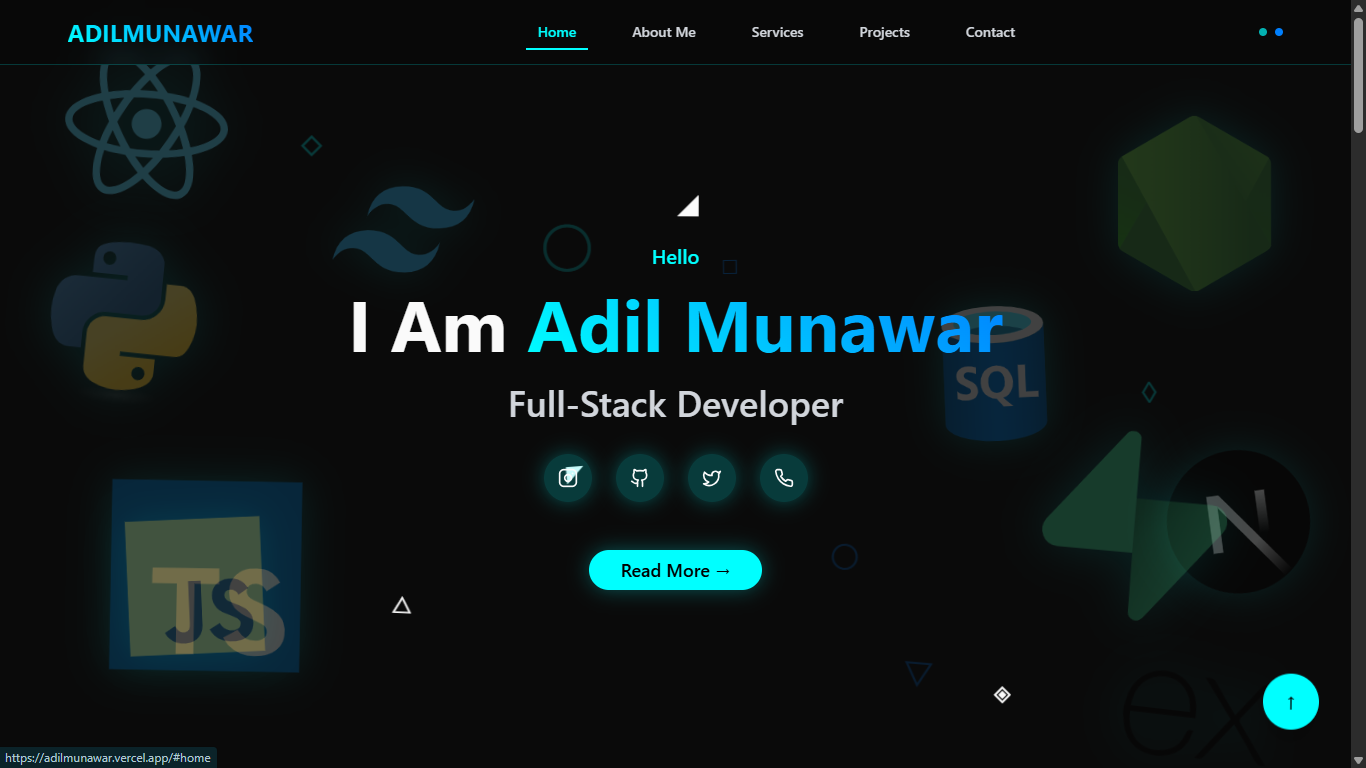 ADILMUNAWAR
Home About Me Services Projects Contact
Hello
I Am Adil Munawar
SQL
Full-Stack Developer
N
Read More →
TS
JS
ex
↑
https://adilmunawar.vercel.app/#home